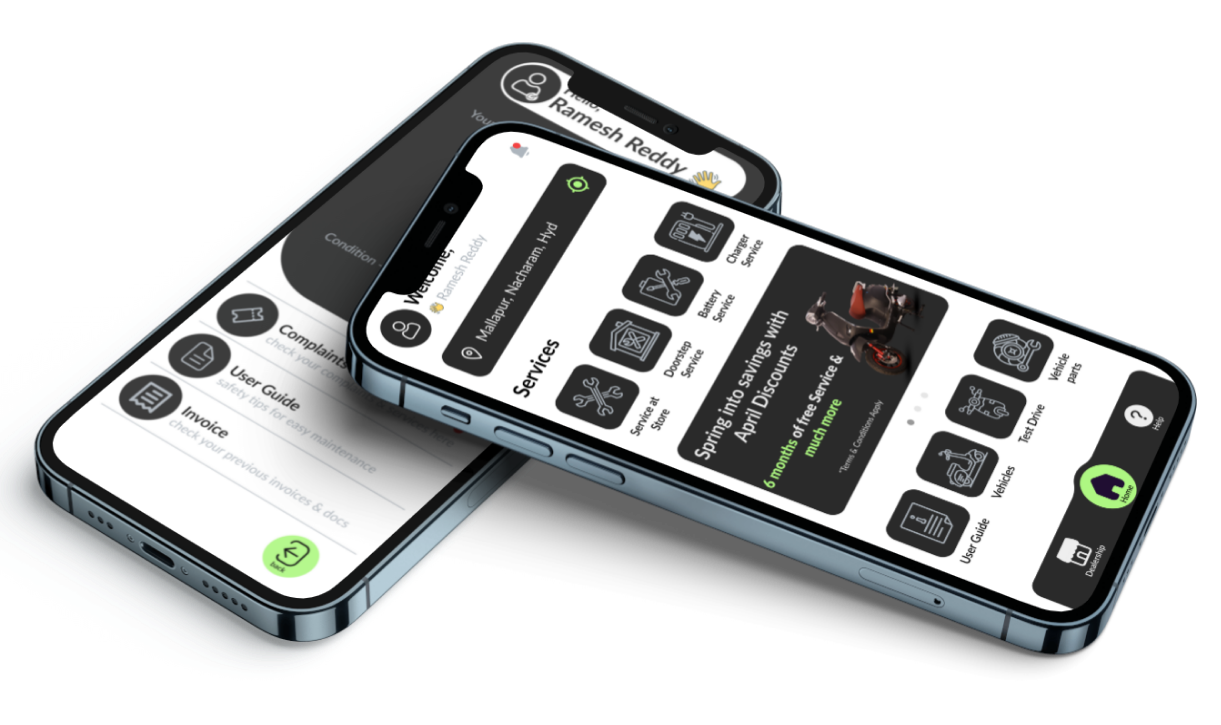 Hello,
Ramesh Reddy
Condition
Complaints
check your
User Guide
safety tips for easy maintenance
Invoice
check your previous invoices & docs
back
Welcome,
Ramesh Reddy
Mallapur, Nacharam, Hyd
Services
Service at
Store
Doorstep
Service
Battery
Service
Charger
Service
Spring into savings with
April Discounts
6 months of free Service &
much more
*Terms & Conditions Apply
User Guide
Vehicles
Test Drive
Vehicle
parts
Dealership
Home
Help